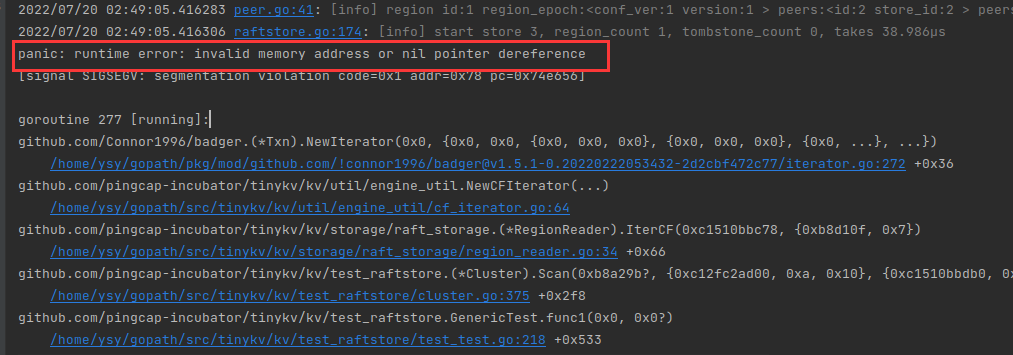 2022/07/20 02:49:05.416283 peer.go:41: [info] region id:1 region_epoch:<conf_ver:1 version:1 > peers:<id:2 store_id:2 > peers
2022/07/20 02:49:05.416306 raftstore.go:174: [info] start store 3, region_count 1, tombstone_count 0, takes 38.986µs
panic: runtime error: invalid memory address or nil pointer dereference
[signal SIGSEGV: segmentation violation code=0x1 addr=0x78 pc=0x74e656]
goroutine 277 [running]:
github.com/Connor1996/badger.(*Txn).NewIterator(0x0, {0x0, 0x0, {0x0, 0x0, 0x0}, {0x0, 0x0, 0x0}, {0x0, ...}, ...})
/home/ysy/gopath/pkg/mod/github.com/!connor1996/badger@v1.5.1-0.20220222053432-2d2cbf472c77/iterator.go:272 +0x36
github.com/pingcap-incubator/tinykv/kv/util/engine_util.NewCFIterator(...)
/home/ysy/gopath/src/tinykv/kv/util/engine_util/cf_iterator.go:64
github.com/pingcap-incubator/tinykv/kv/storage/raft_storage.(*RegionReader).IterCF(0xc1510bbc78, {0xb8d10f, 0x7})
/home/ysy/gopath/src/tinykv/kv/storage/raft_storage/region_reader.go:34 +0x66
github.com/pingcap-incubator/tinykv/kv/test_raftstore.(*Cluster).Scan(0xb8a29b?, {0xc12fc2ad00, 0xa, 0x10}, {0xc1510bbdb0, 0x
/home/ysy/gopath/src/tinykv/kv/test_raftstore/cluster.go:375 +0x2f8
github.com/pingcap-incubator/tinykv/kv/test_raftstore.GenericTest.func1(0x0, 0x0?)
/home/ysy/gopath/src/tinykv/kv/test_raftstore/test_test.go:218 +0x533